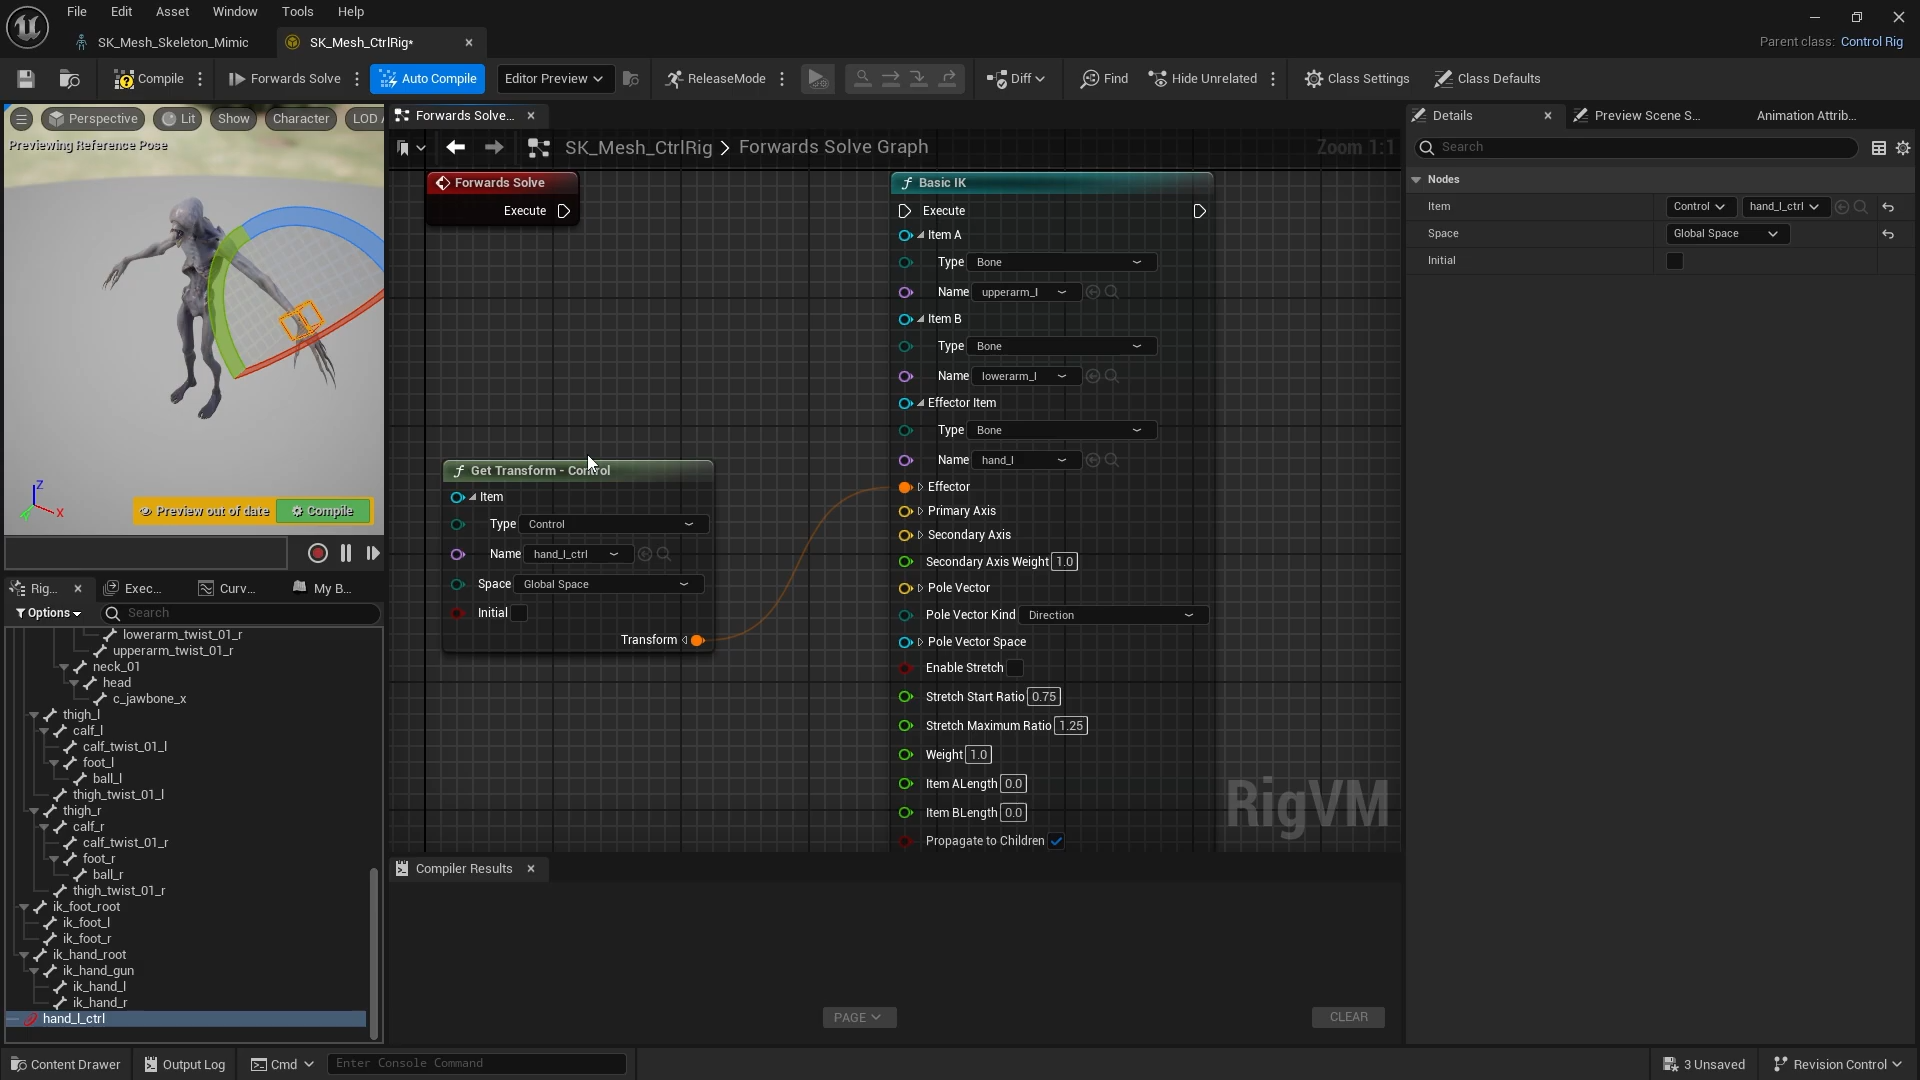 File Edit Asset Window Tools Help
SK_Mesh_Skeleton_Mimic
SK_Mesh_CtrlRig*
Parent class: Control Rig
Compile
Forwards Solve
Auto Compile
Editor Preview
ReleaseMode
Diff
Find
Hide Unrelated
Class Settings
Class Defaults
Perspective
Lit
Show
Character
LOD
Previewing Reference Pose
Z
X
Preview out of date
Compile
Rig...
Exec...
Curv...
My B...
Options
Search
lowerarm_twist_01_r
upperarm_twist_01_r
neck_01
head
c_jawbone_x
thigh_l
calf_l
calf_twist_01_l
foot_l
ball_l
thigh_twist_01_l
thigh_r
calf_r
calf_twist_01_r
foot_r
ball_r
thigh_twist_01_r
ik_foot_root
ik_foot_l
ik_foot_r
ik_hand_root
ik_hand_gun
ik_hand_l
ik_hand_r
hand_l_ctrl
Forwards Solve...
SK_Mesh_CtrlRig > Forwards Solve Graph
Zoom 1:1
Forwards Solve
Execute
Get Transform - Control
Item
Type Control
Name hand_l_ctrl
Space Global Space
Initial
Transform
Basic IK
Execute
Item A
Type Bone
Name upperarm_l
Item B
Type Bone
Name lowerarm_l
Effector Item
Type Bone
Name hand_l
Effector
Primary Axis
Secondary Axis
Secondary Axis Weight 1.0
Pole Vector
Pole Vector Kind Direction
Pole Vector Space
Enable Stretch
Stretch Start Ratio 0.75
Stretch Maximum Ratio 1.25
Weight 1.0
Item ALength 0.0
Item BLength 0.0
Propagate to Children
RigVM
Compiler Results
PAGE
CLEAR
Details
Preview Scene S...
Animation Attrib...
Search
Nodes
Item Control hand_l_ctrl
Space Global Space
Initial
Content Drawer
Output Log
Cmd
Enter Console Command
3 Unsaved
Revision Control